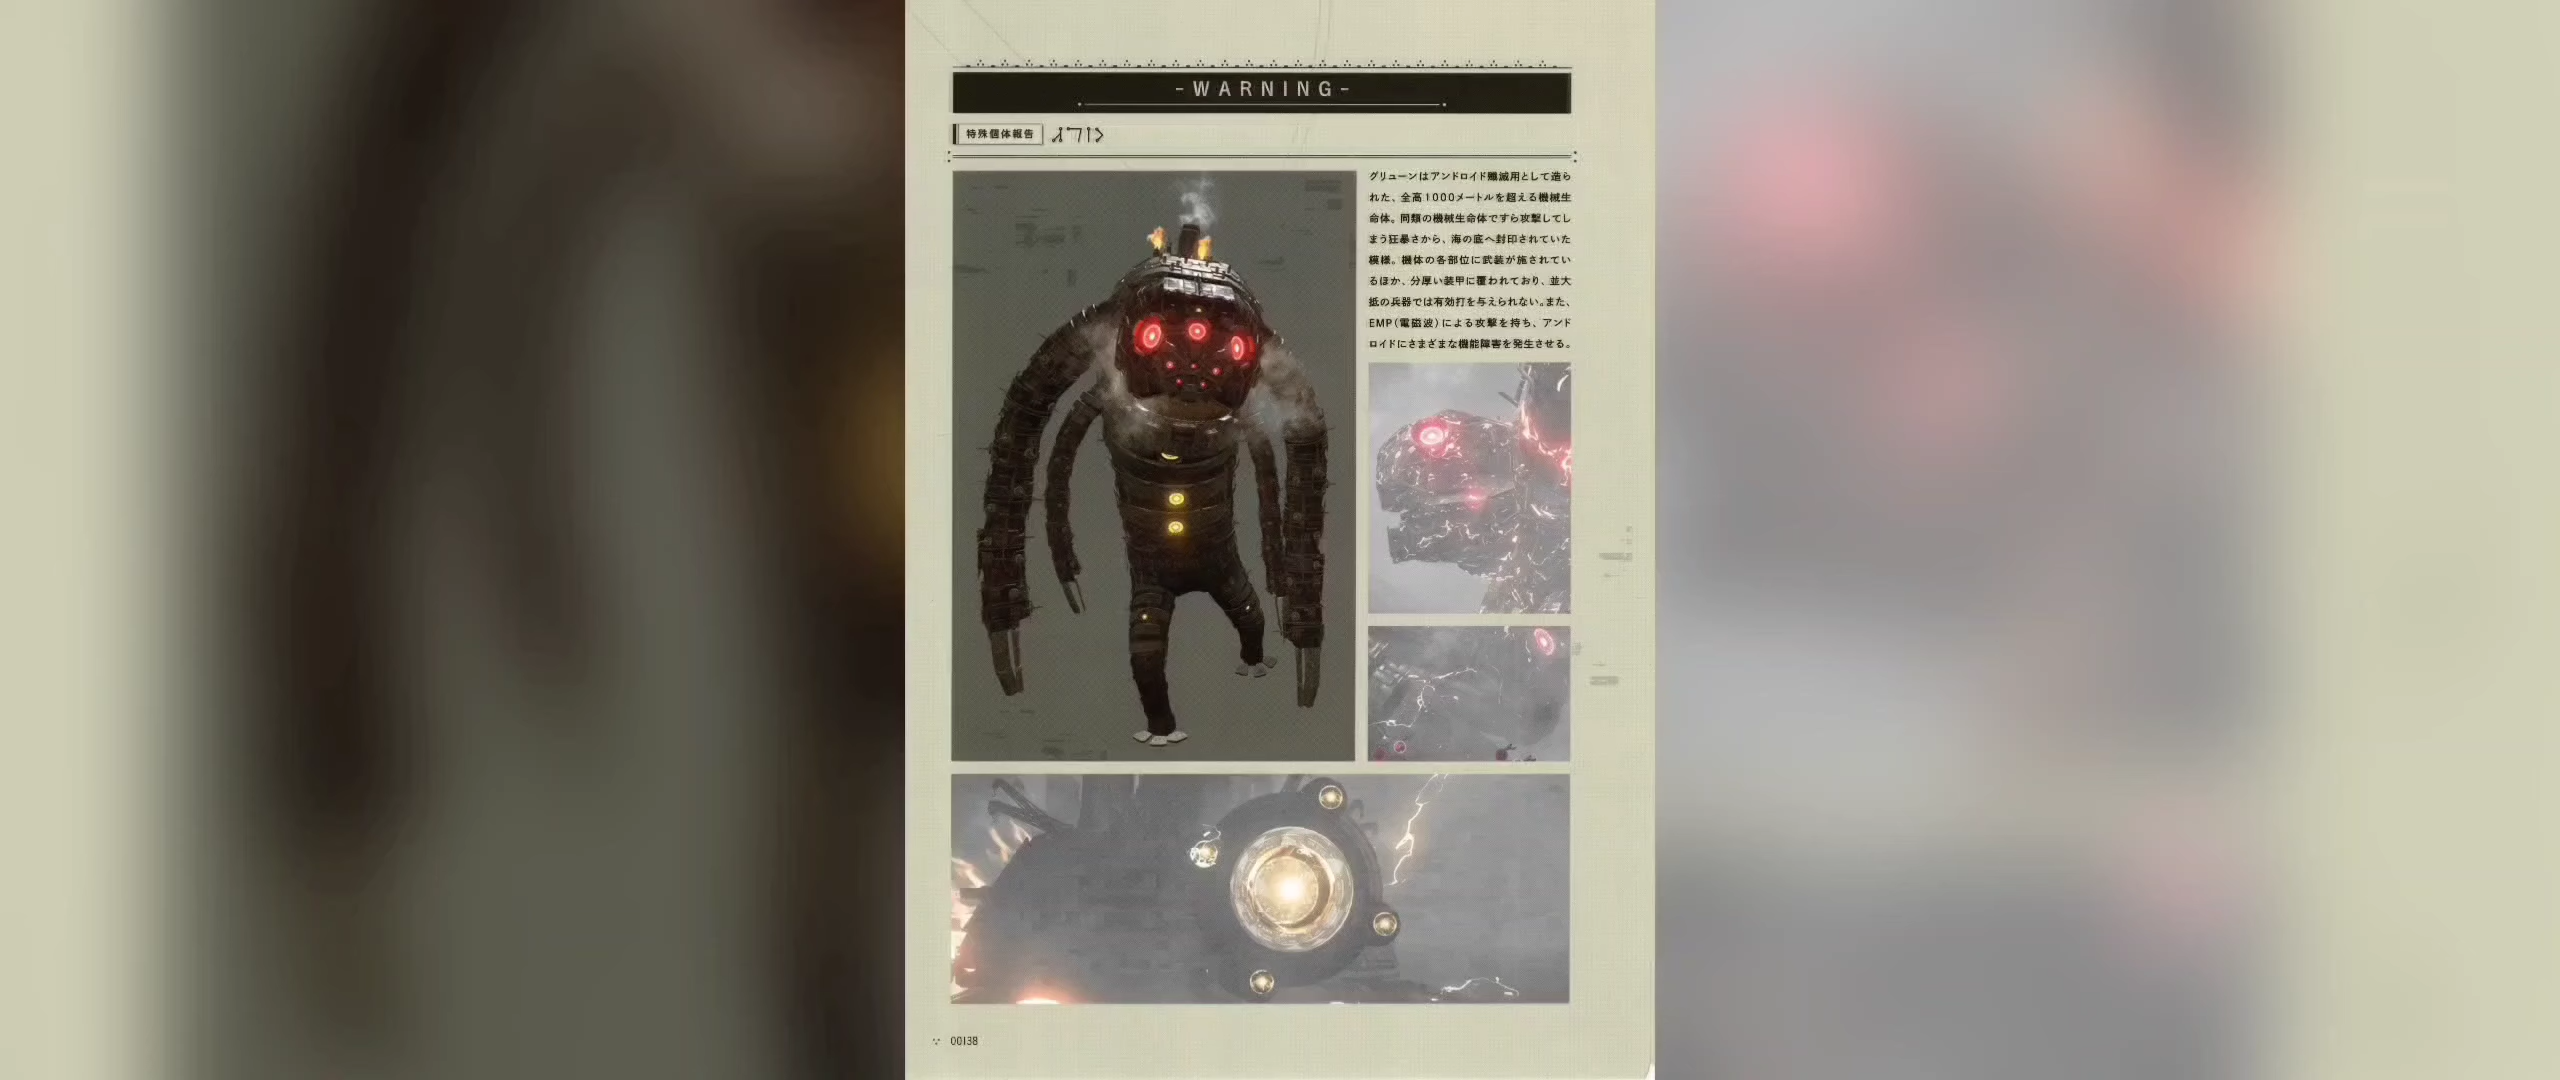 -WARNING-
特殊個体報告
グリューンはアンドロイド殲滅用として造ら
れた、全高1000メートルを超える機械生
命体。同類の機械生命体ですら攻撃してし
まう狂暴さから、海の底へ封印されていた
模様。機体の各部位に武装が施されてい
るほか、分厚い装甲に覆われており、並大
抵の兵器では有効打を与えられない。また、
EMP(電磁波)による攻撃を持ち、アンド
ロイドにさまざまな機能障害を発生させる。
00138